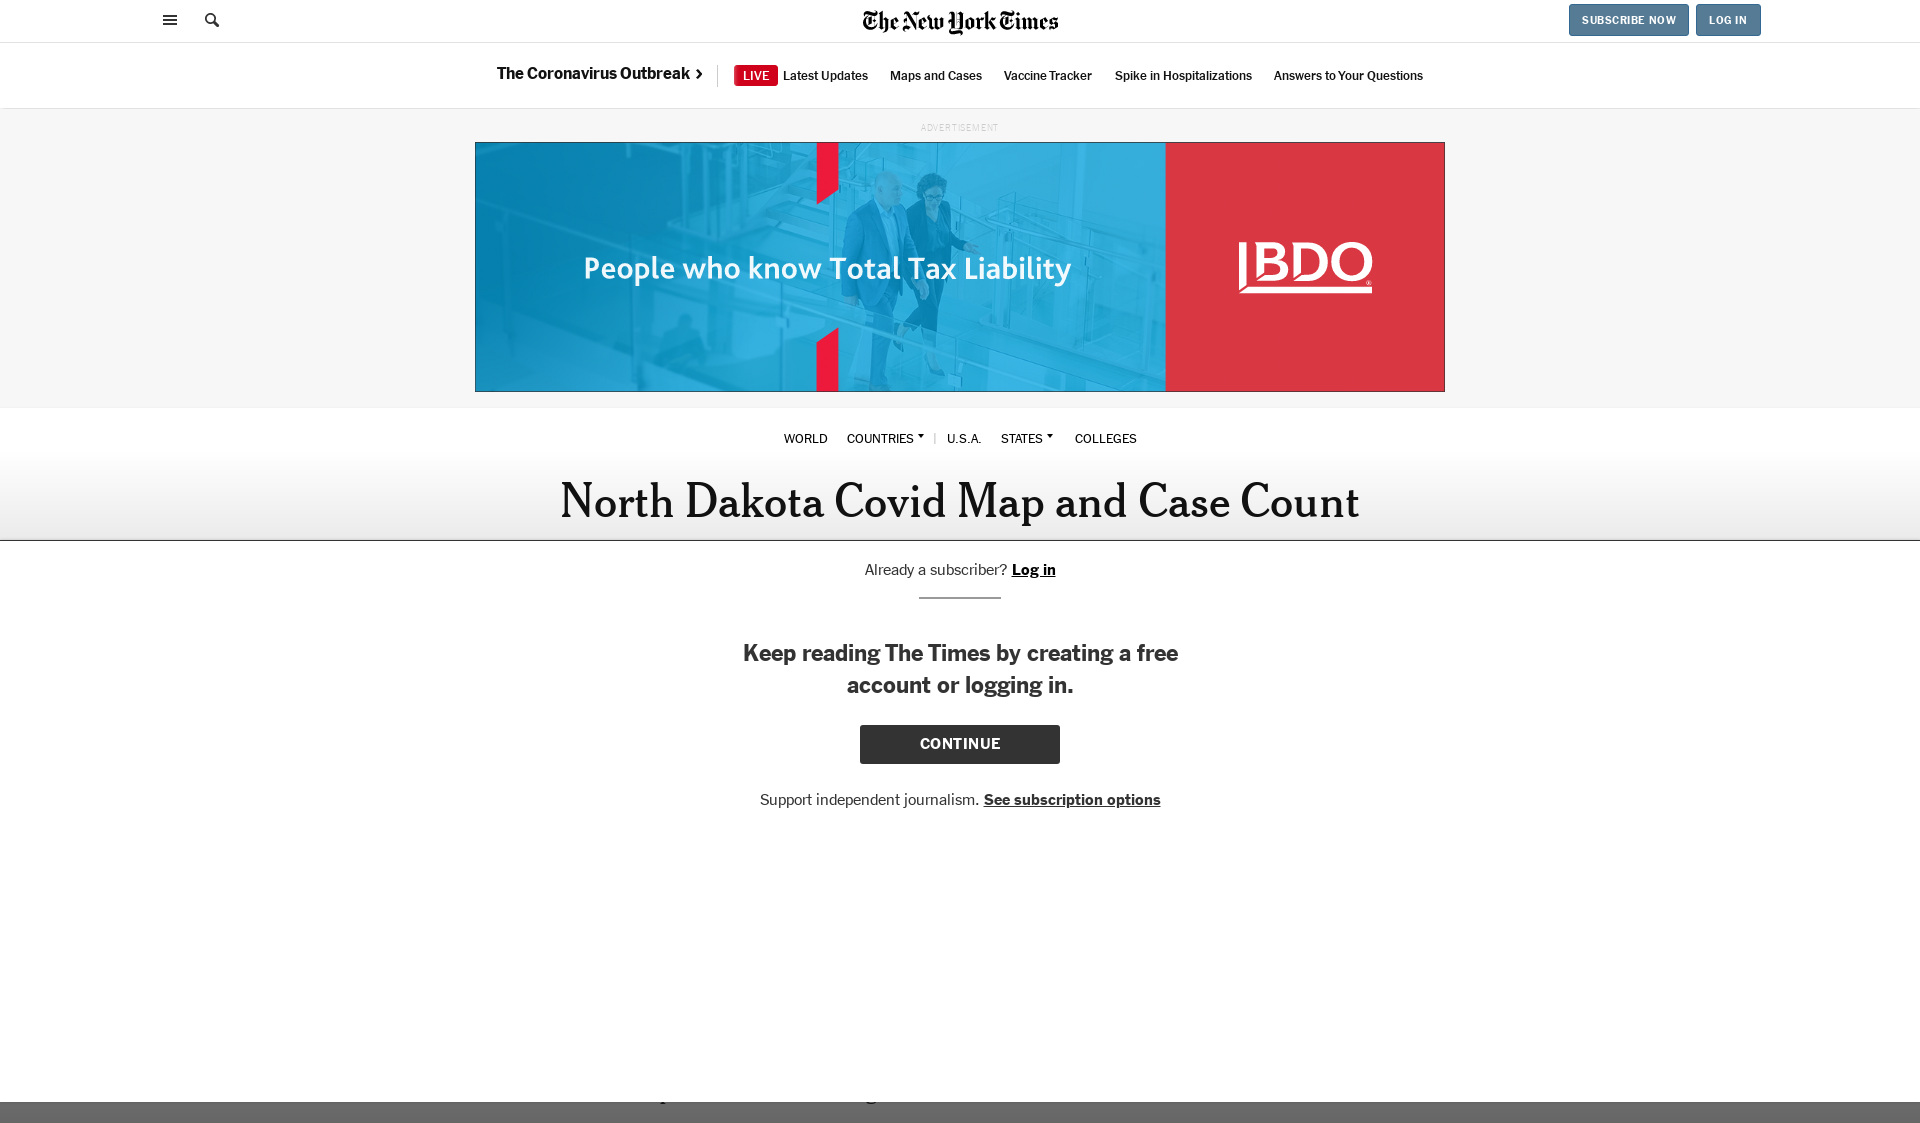 The New York Times
SUBSCRIBE NOW
LOG IN
The Coronavirus Outbreak
LIVE Latest Updates
Maps and Cases
Vaccine Tracker
Spike in Hospitalizations
Answers to Your Questions
ADVERTISEMENT
People who know Total Tax Liability
BDO®
WORLD COUNTRIES | U.S.A. STATES COLLEGES
North Dakota Covid Map and Case Count
Already a subscriber? Log in
Keep reading The Times by creating a free
account or logging in.
CONTINUE
Support independent journalism. See subscription options